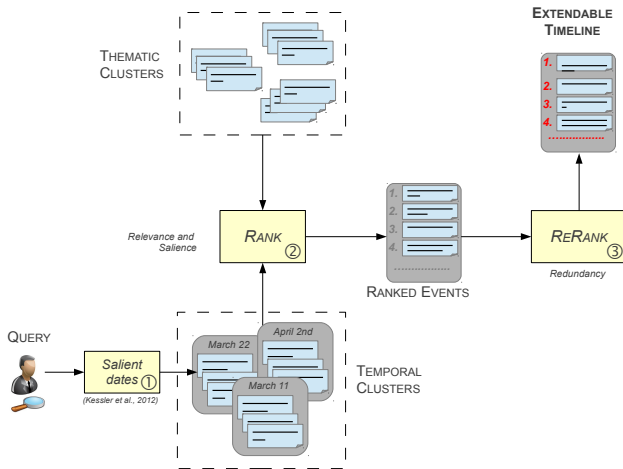 EXTENDABLE
TIMELINE
THEMATIC
CLUSTERS
1.
2.
3.
4.
1.
2.
3.
4.
RANK
②
Relevance and
Salience
RERANK
③
Redundancy
RANKED EVENTS
QUERY
Salient
dates
①
(Kessler et al., 2012)
March 22
April 2nd
March 11
TEMPORAL
CLUSTERS